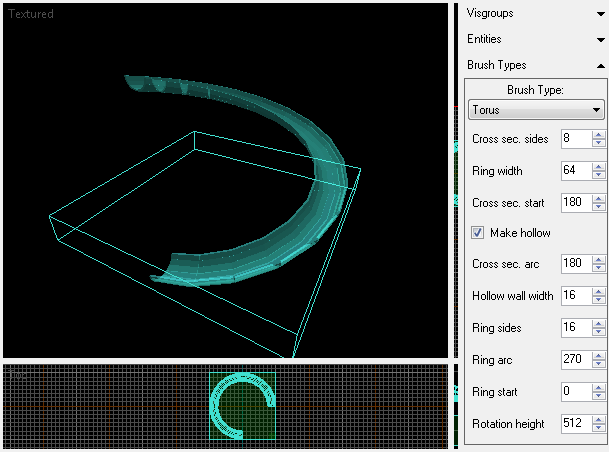 Textured
Visgroups
Entities
Brush Types
Brush Type:
Torus
Cross sec. sides 8
Ring width 64
Cross sec. start 180
Make hollow
Cross sec. arc 180
Hollow wall width 16
Ring sides 16
Ring arc 270
Ring start 0
Rotation height 512